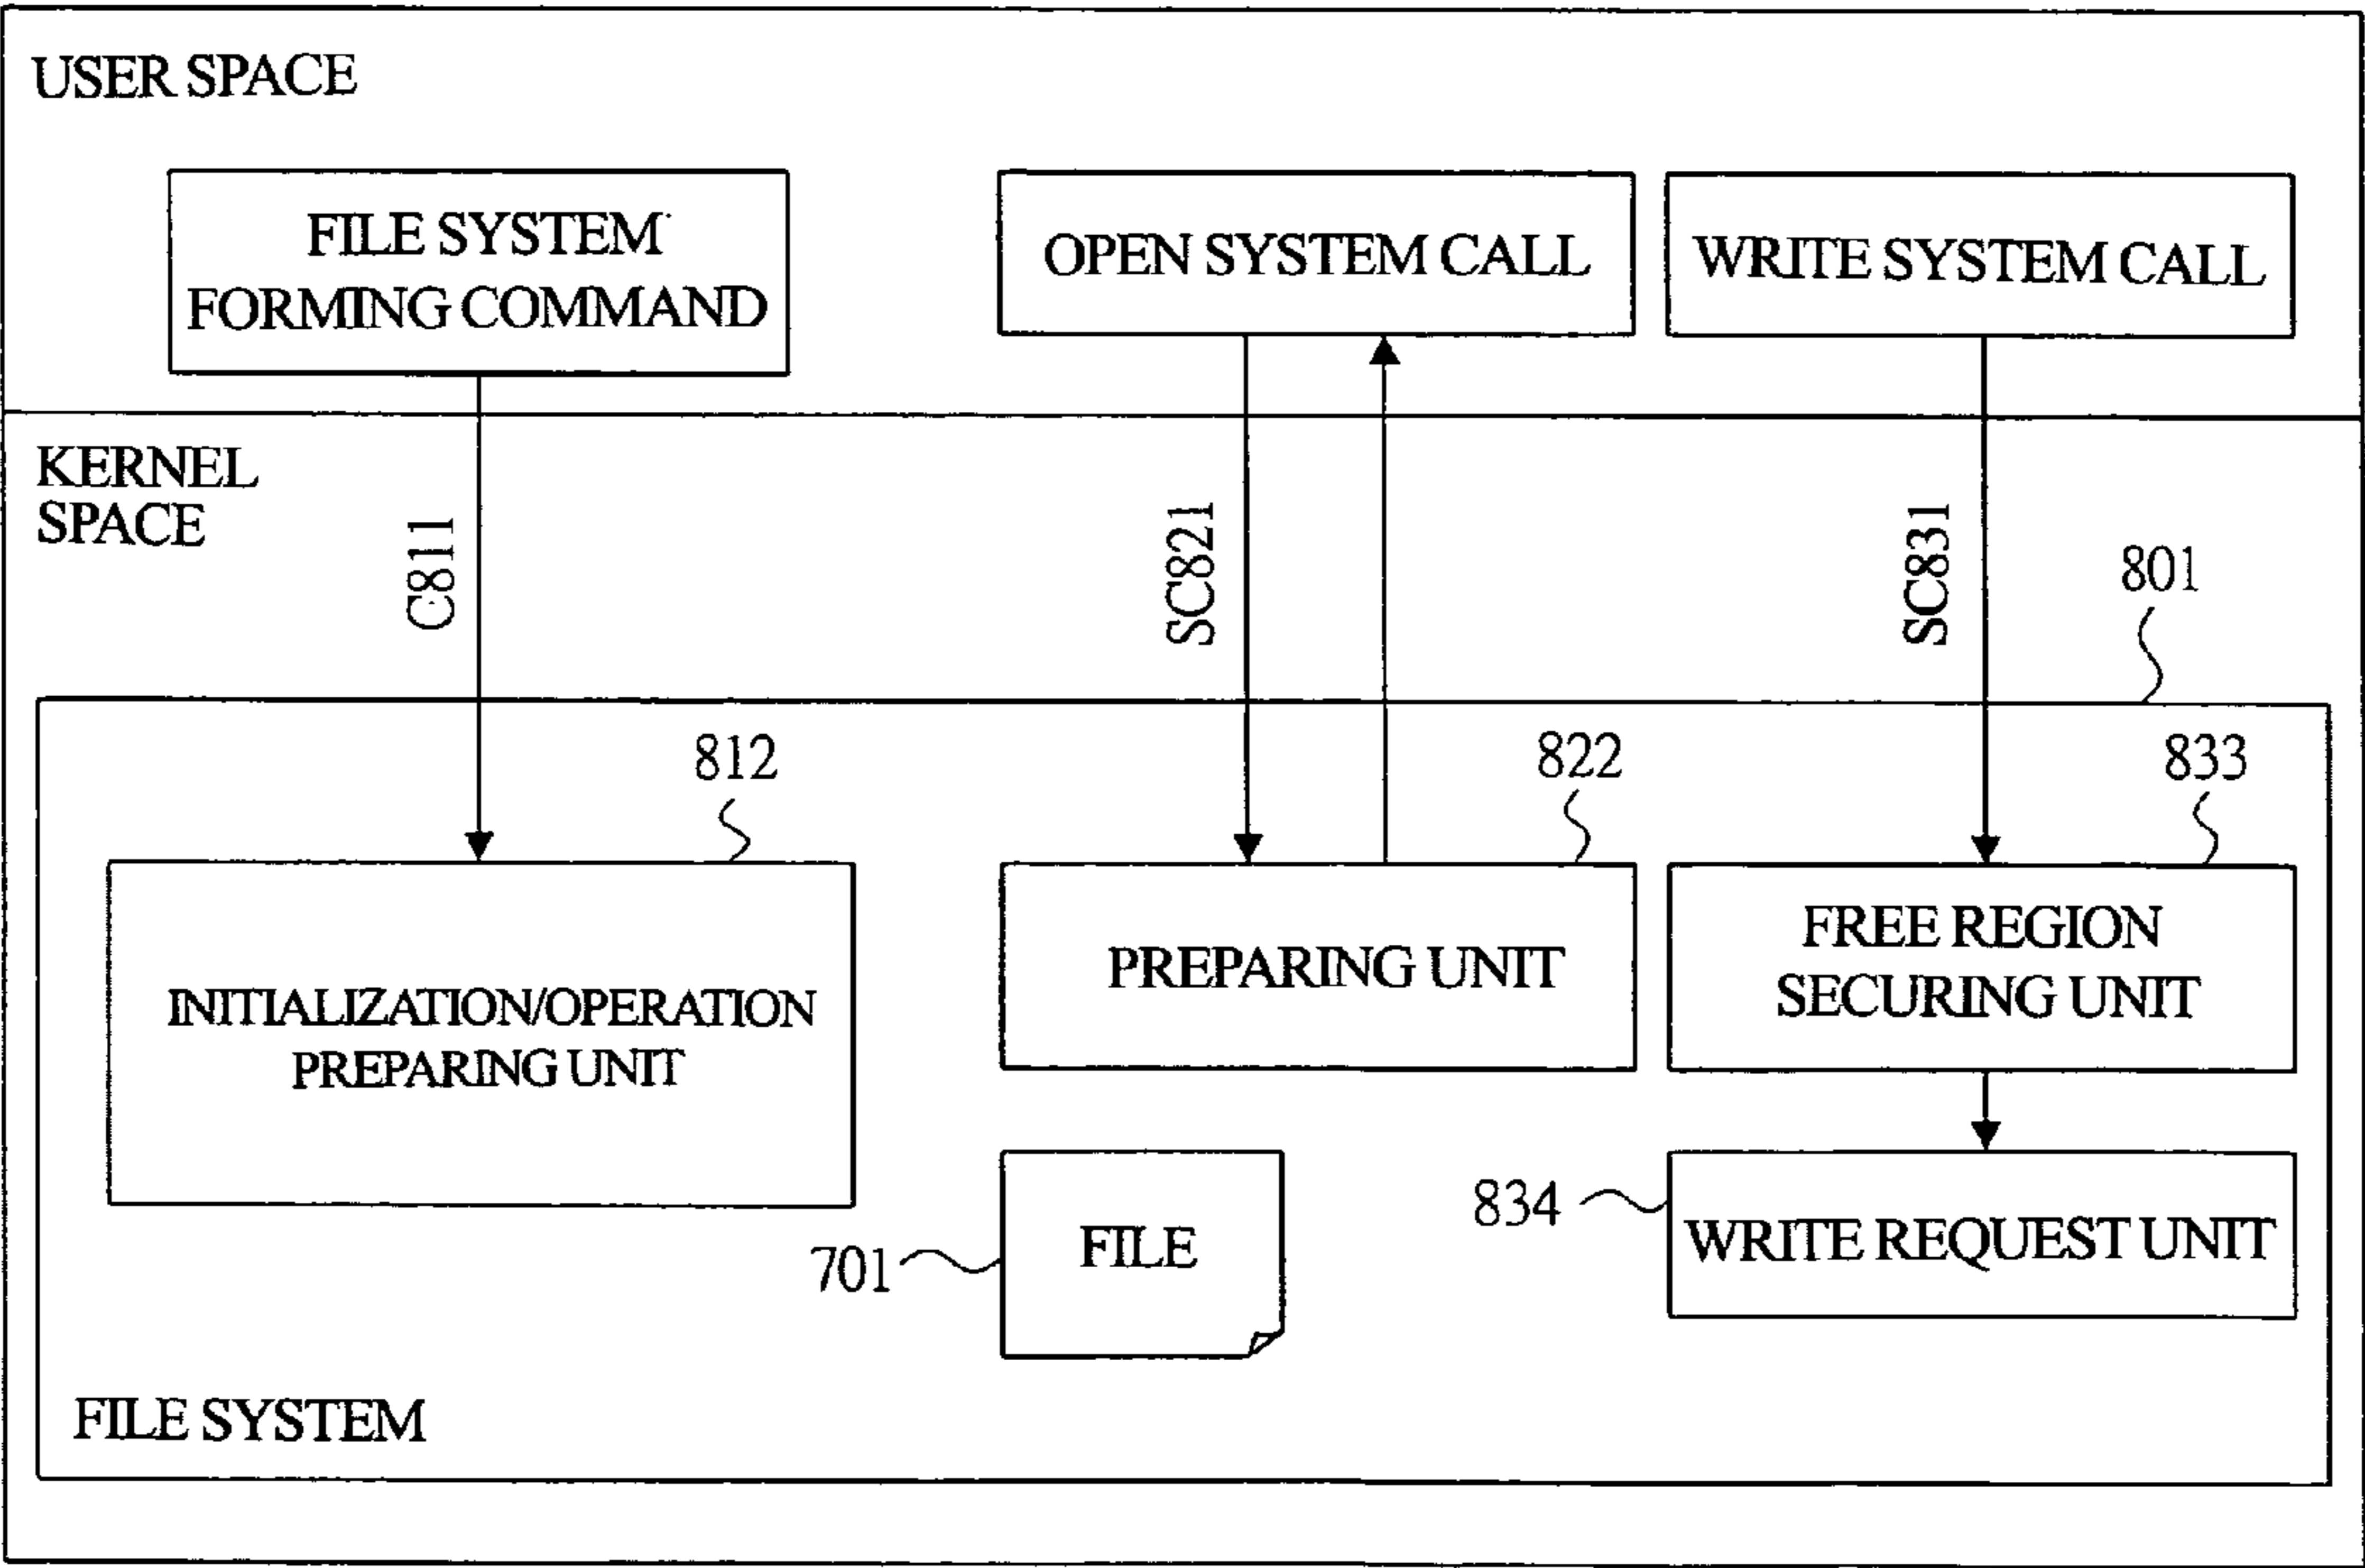 USER SPACE
FILE SYSTEM
FORMING COMMAND
OPEN SYSTEM CALL
WRITE SYSTEM CALL
KERNEL
SPACE
C811
SC821
SC831
801
812
822
833
INITIALIZATION/OPERATION
PREPARING UNIT
PREPARING UNIT
FREE REGION
SECURING UNIT
701
FILE
834
WRITE REQUEST UNIT
FILE SYSTEM